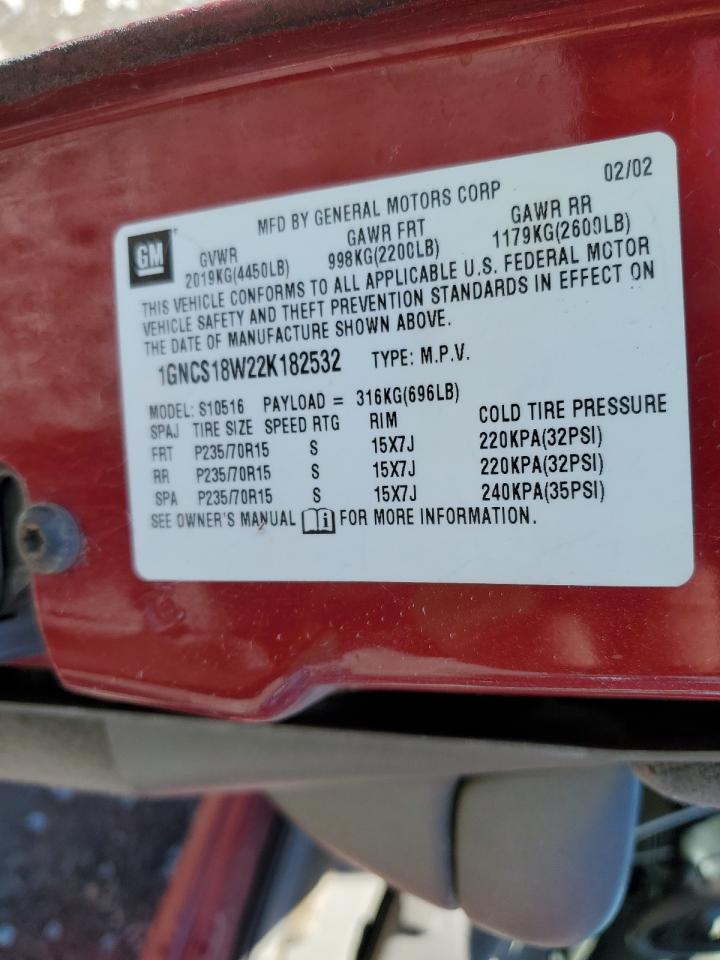 MFD BY GENERAL MOTORS CORP 02/02
GM
GVWR GAWR FRT GAWR RR
2019KG(4450LB) 998KG(2200LB) 1179KG(2600LB)
THIS VEHICLE CONFORMS TO ALL APPLICABLE U.S. FEDERAL MOTOR
VEHICLE SAFETY AND THEFT PREVENTION STANDARDS IN EFFECT ON
THE DATE OF MANUFACTURE SHOWN ABOVE.
1GNCS18W22K182532 TYPE: M.P.V.
MODEL: S10516 PAYLOAD = 316KG(696LB)
SPAJ TIRE SIZE SPEED RTG RIM COLD TIRE PRESSURE
FRT P235/70R15 S 15X7J 220KPA(32PSI)
RR P235/70R15 S 15X7J 220KPA(32PSI)
SPA P235/70R15 S 15X7J 240KPA(35PSI)
SEE OWNER'S MANUAL i FOR MORE INFORMATION.